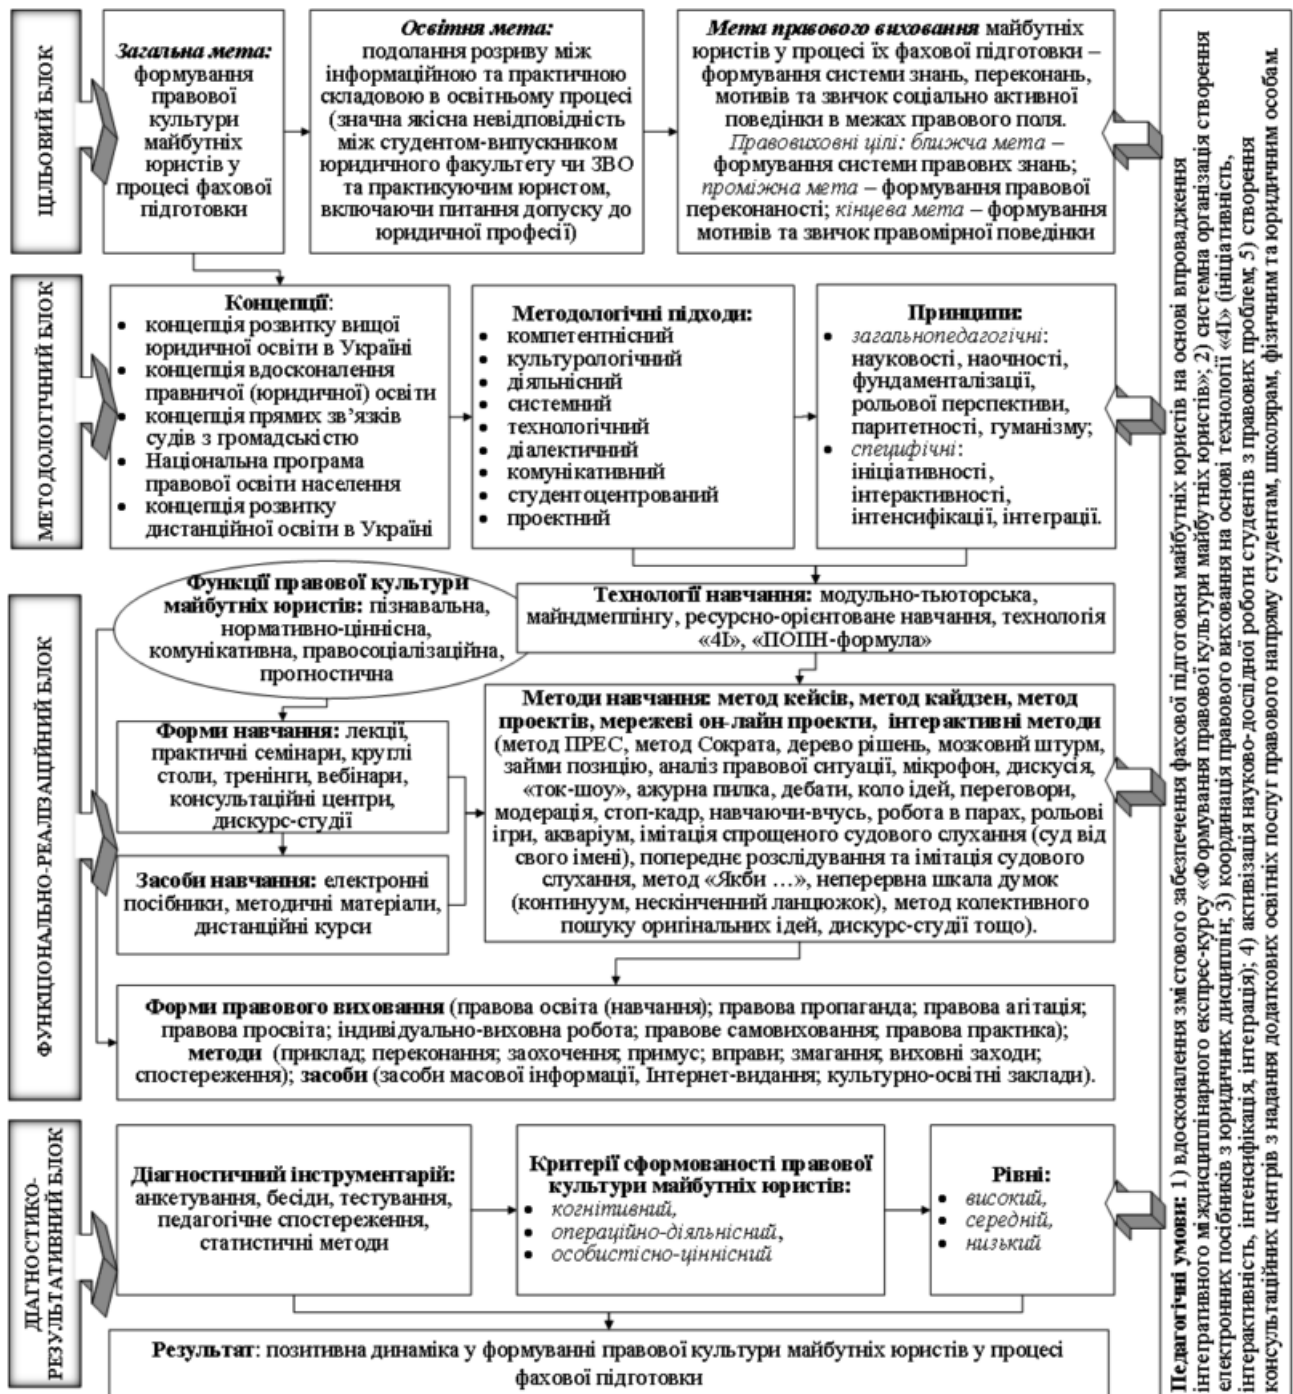 ЦІЛЬОВИЙ БЛОК
Загальна мета:
формування
правової
культури
майбутніх
юристів у
процесі фахової
підготовки
Освітня мета:
подолання розриву між
інформаційною та практичною
складовою в освітньому процесі
(значна якісна невідповідність
між студентом-випускником
юридичного факультету чи ЗВО
та практикуючим юристом,
включаючи питання допуску до
юридичної професії)
Мета правового виховання майбутніх
юристів у процесі їх фахової підготовки –
формування системи знань, переконань,
мотивів та звичок соціально активної
поведінки в межах правового поля.
Правовиховні цілі: ближча мета –
формування системи правових знань;
проміжна мета – формування правової
переконаності; кінцева мета – формування
мотивів та звичок правомірної поведінки
МЕТОДОЛОГІЧНИЙ БЛОК
Концепції:
• концепція розвитку вищої
юридичної освіти в Україні
• концепція вдосконалення
правничої (юридичної) освіти
• концепція прямих зв’язків
судів з громадськістю
• Національна програма
правової освіти населення
• концепція розвитку
дистанційної освіти в Україні
Методологічні підходи:
• компетентнісний
• культурологічний
• діяльнісний
• системний
• технологічний
• діалектичний
• комунікативний
• студентоцентрований
• проектний
Принципи:
• загальнопедагогічні:
науковості, наочності,
фундаменталізації,
рольової перспективи,
паритетності, гуманізму;
• специфічні:
ініціативності,
інтерактивності,
інтенсифікації, інтеграції.
ФУНКЦІОНАЛЬНО-РЕАЛІЗАЦІЙНИЙ БЛОК
Функції правової культури
майбутніх юристів: пізнавальна,
нормативно-ціннісна,
комунікативна, правосоціалізаційна,
прогностична
Технології навчання: модульно-тьюторська,
майндмеппінгу, ресурсно-орієнтоване навчання, технологія
«4І», «ПОПН-формула»
Форми навчання: лекції,
практичні семінари, круглі
столи, тренінги, вебінари,
консультаційні центри,
дискурс-студії
Засоби навчання: електронні
посібники, методичні матеріали,
дистанційні курси
Методи навчання: метод кейсів, метод кайдзен, метод
проектів, мережеві он-лайн проекти, інтерактивні методи
(метод ПРЕС, метод Сократа, дерево рішень, мозковий штурм,
займи позицію, аналіз правової ситуації, мікрофон, дискусія,
«ток-шоу», ажурна пилка, дебати, коло ідей, переговори,
модерація, стоп-кадр, навчаючи-вчусь, робота в парах, рольові
ігри, акваріум, імітація спрощеного судового слухання (суд від
свого імені), попереднє розслідування та імітація судового
слухання, метод «Якби ...», неперервна шкала думок
(континуум, нескінченний ланцюжок), метод колективного
пошуку оригінальних ідей, дискурс-студії тощо).
Форми правового виховання (правова освіта (навчання); правова пропаганда; правова агітація;
правова просвіта; індивідуально-виховна робота; правове самовиховання; правова практика);
методи (приклад; переконання; заохочення; примус; вправи; змагання; виховні заходи;
спостереження); засоби (засоби масової інформації, Інтернет-видання; культурно-освітні заклади).
ДІАГНОСТИКО-
РЕЗУЛЬТАТИВНИЙ БЛОК
Діагностичний інструментарій:
анкетування, бесіди, тестування,
педагогічне спостереження,
статистичні методи
Критерії сформованості правової
культури майбутніх юристів:
• когнітивний,
• операційно-діяльнісний,
• особистісно-ціннісний
Рівні:
• високий,
• середній,
• низький
Результат: позитивна динаміка у формуванні правової культури майбутніх юристів у процесі
фахової підготовки
Педагогічні умови: 1) вдосконалення змістового забезпечення фахової підготовки майбутніх юристів на основі впровадження
інтегративного міждисциплінарного експрес-курсу «Формування правової культури майбутніх юристів»; 2) системна організація створення
електронних посібників з юридичних дисциплін; 3) координація правового виховання на основі технології «4І» (ініціативність,
інтерактивність, інтенсифікація, інтеграція); 4) активізація науково-дослідної роботи студентів з правових проблем; 5) створення
консультаційних центрів з надання додаткових освітніх послуг правового напряму студентам, школярам, фізичним та юридичним особам.